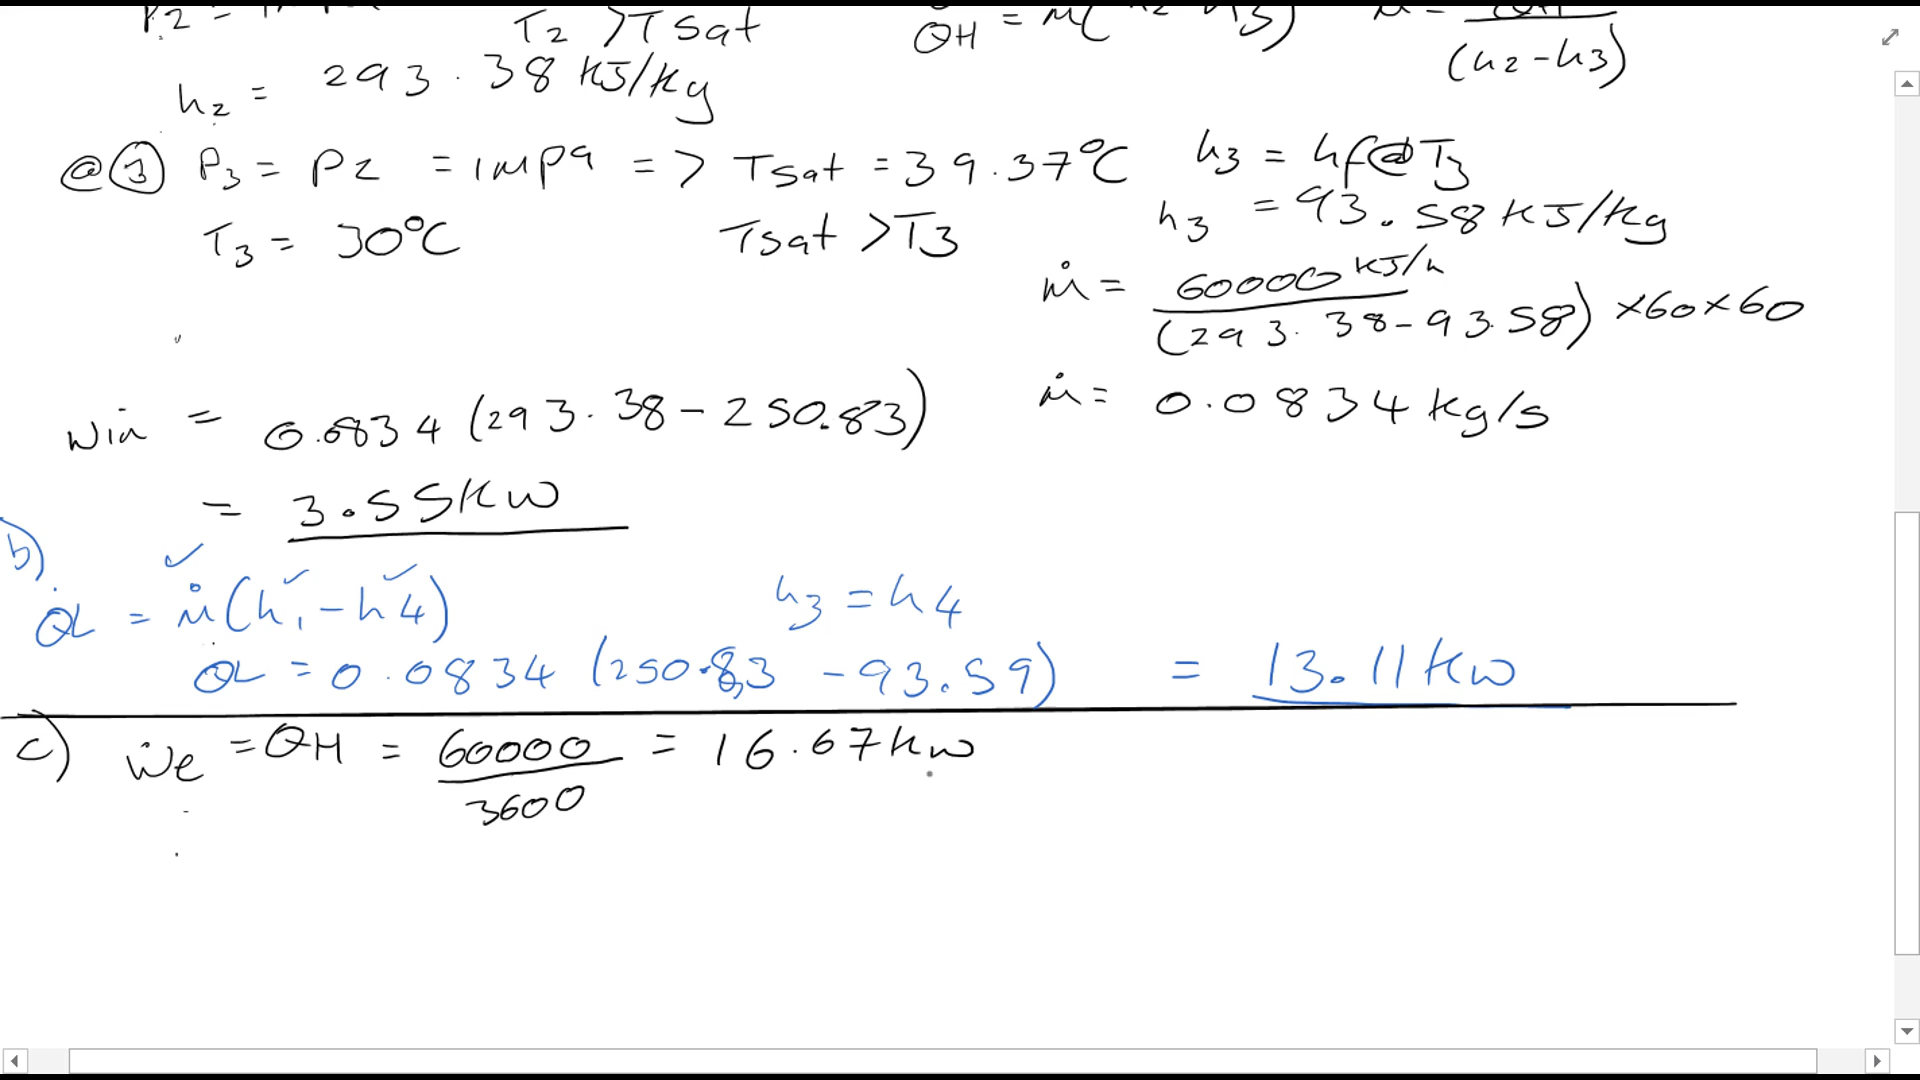 T2 > Tsat
QH = ṁ( h3)
(h2-h3)
h2 = 293.38 KJ/Kg
@ 3 P3 = P2 = 1MPa => Tsat = 39.37°C h3 = hf@T3
T3 = 30°C Tsat > T3 h3 = 93.58 KJ/Kg
ṁ = 60000 KJ/h
(293.38-93.58) ×60×60
Win = 0.0834 (293.38 - 250.83) ṁ = 0.0834 Kg/s
= 3.55KW
b)
QL = ṁ(h1 - h4) h3 = h4
QL = 0.0834 (250.83 - 93.59) = 13.11KW
c) Ẇe = QH = 60000 = 16.67KW
3600